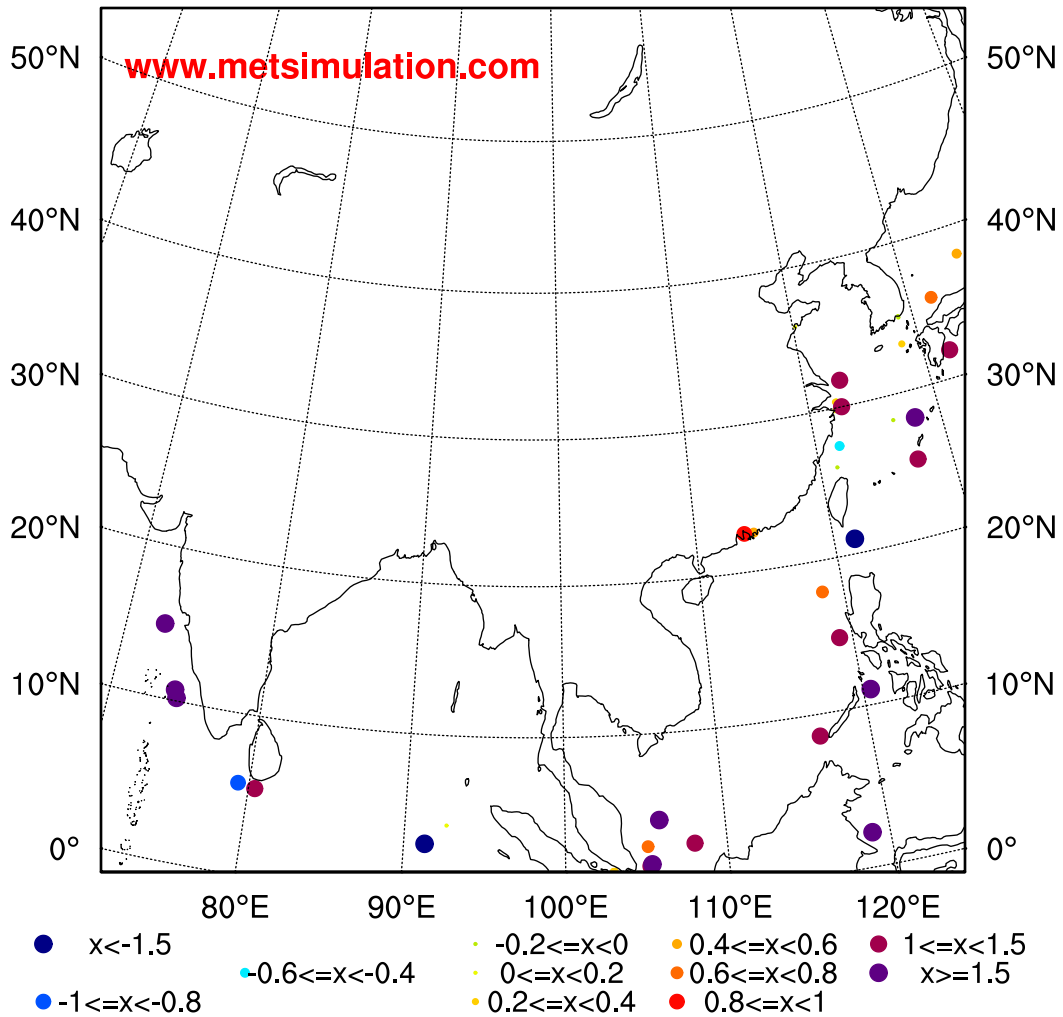 www.metsimulation.com
50°N 50°N
40°N 40°N
30°N 30°N
20°N 20°N
10°N 10°N
0° 0°
80°E 90°E 100°E 110°E 120°E
x<-1.5 -0.2<=x<0 0.4<=x<0.6 1<=x<1.5
-0.6<=x<-0.4 0<=x<0.2 0.6<=x<0.8 x>=1.5
-1<=x<-0.8 0.2<=x<0.4 0.8<=x<1